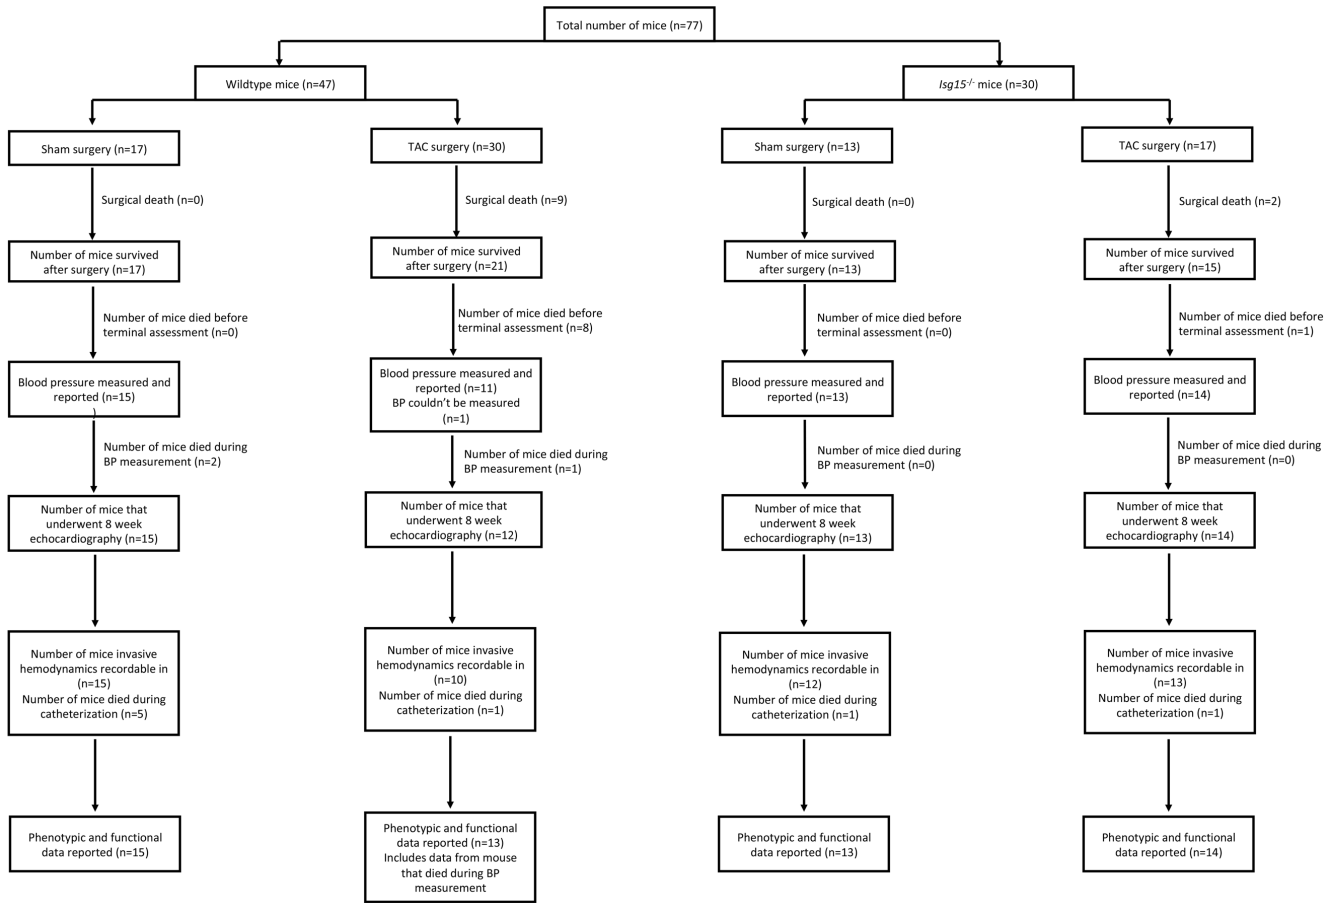 Total number of mice (n=77)
Wildtype mice (n=47)
Isg15-/- mice (n=30)
Sham surgery (n=17)
TAC surgery (n=30)
Sham surgery (n=13)
TAC surgery (n=17)
Surgical death (n=0)
Surgical death (n=9)
Surgical death (n=0)
Surgical death (n=2)
Number of mice survived
after surgery (n=17)
Number of mice survived
after surgery (n=21)
Number of mice survived
after surgery (n=13)
Number of mice survived
after surgery (n=15)
Number of mice died before
terminal assessment (n=0)
Number of mice died before
terminal assessment (n=8)
Number of mice died before
terminal assessment (n=0)
Number of mice died before
terminal assessment (n=1)
Blood pressure measured and
reported (n=15)
)
Blood pressure measured and
reported (n=11)
BP couldn’t be measured
(n=1)
Blood pressure measured and
reported (n=13)
Blood pressure measured and
reported (n=14)
Number of mice died during
BP measurement (n=2)
Number of mice died during
BP measurement (n=1)
Number of mice died during
BP measurement (n=0)
Number of mice died during
BP measurement (n=0)
Number of mice that
underwent 8 week
echocardiography (n=15)
Number of mice that
underwent 8 week
echocardiography (n=12)
Number of mice that
underwent 8 week
echocardiography (n=13)
Number of mice that
underwent 8 week
echocardiography (n=14)
Number of mice invasive
hemodynamics recordable in
(n=15)
Number of mice died during
catheterization (n=5)
Number of mice invasive
hemodynamics recordable in
(n=10)
Number of mice died during
catheterization (n=1)
Number of mice invasive
hemodynamics recordable in
(n=12)
Number of mice died during
catheterization (n=1)
Number of mice invasive
hemodynamics recordable in
(n=13)
Number of mice died during
catheterization (n=1)
Phenotypic and functional
data reported (n=15)
Phenotypic and functional
data reported (n=13)
Includes data from mouse
that died during BP
measurement
Phenotypic and functional
data reported (n=13)
Phenotypic and functional
data reported (n=14)